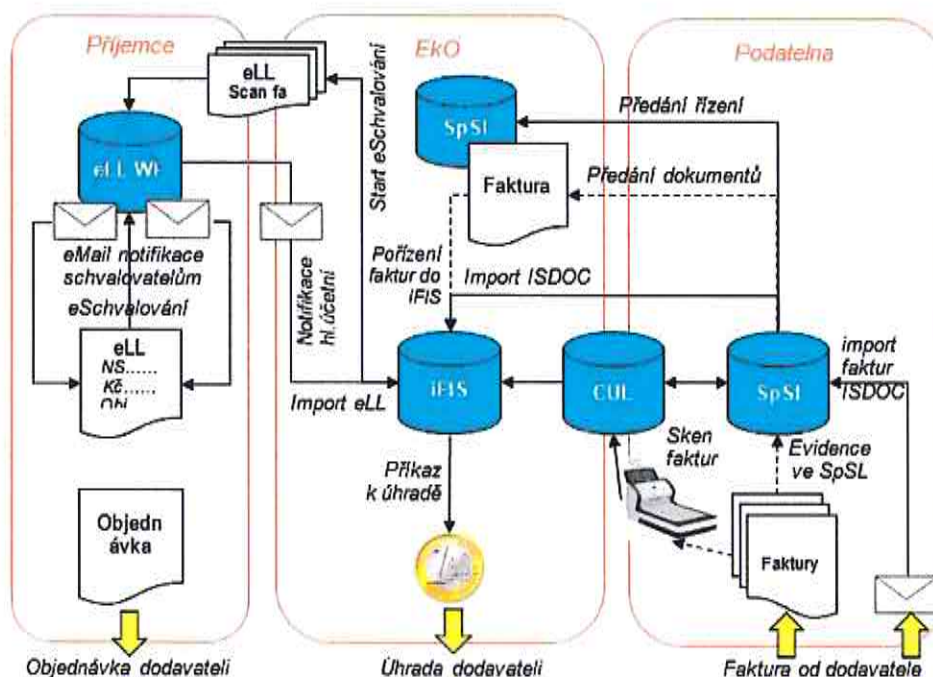 Příjemce
EkO
Podatelna
eLL
Scan fa
SpSl
Předání řízení
eLL WF
Start eSchvalování
Faktura
Předání dokumentů
eMail notifikace
schvalovatelům
Notifikace
hl.účetní
Pořízení
faktur do
iFIS
Import ISDOC
eSchvalování
eLL
NS......
Kč......
Obj
Import eLL
iFIS
CUL
SpSl
import
faktur
ISDOC
Sken
faktur
Evidence
ve SpSL
Příkaz
k úhradě
Objedn
ávka
Faktury
Objednávka dodavateli
Úhrada dodavateli
Faktura od dodavatele